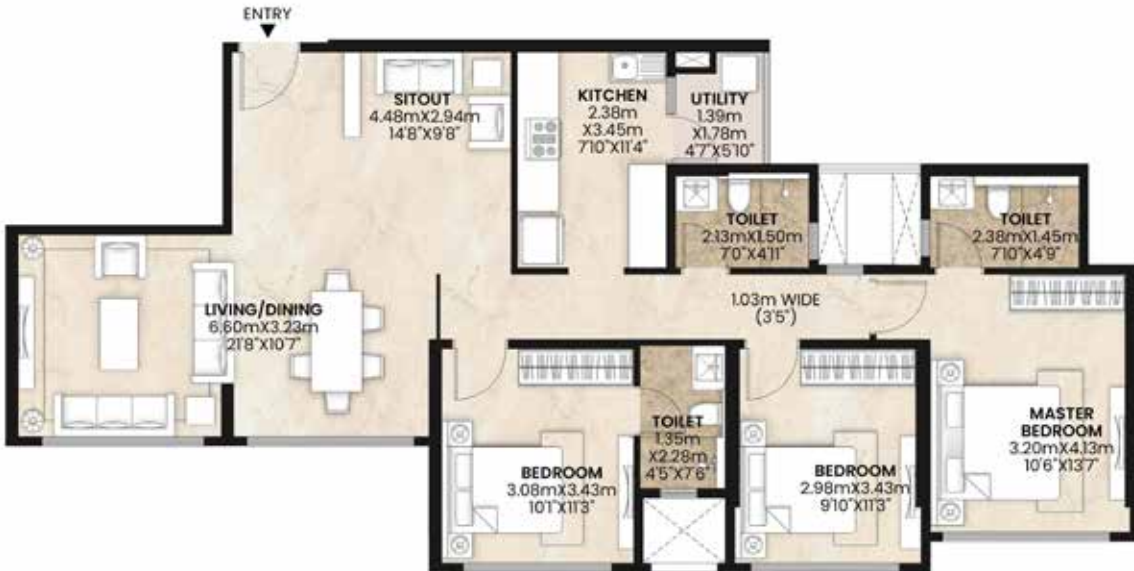 ENTRY
SITOUT
4.48mX2.94m
14'8"X9'8"
KITCHEN
2.38m
X3.45m
7'10"X11'4"
UTILITY
1.39m
X1.78m
4'7"X5'10"
TOILET
2.13mX1.50m
7'0"X4'11"
TOILET
2.38mX1.45m
7'10"X4'9"
LIVING/DINING
6.60mX3.23m
21'8"X10'7"
1.03m WIDE
(3'5")
TOILET
1.35m
X2.28m
4'5"X7'6"
BEDROOM
3.08mX3.43m
10'1"X11'3"
BEDROOM
2.98mX3.43m
9'10"X11'3"
MASTER
BEDROOM
3.20mX4.13m
10'6"X13'7"